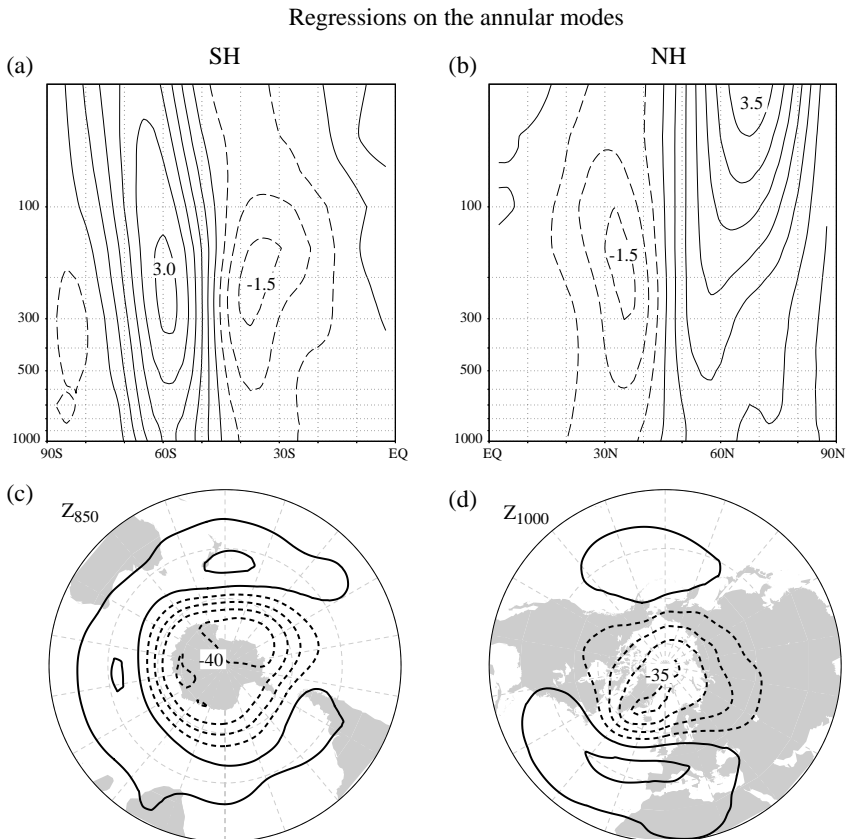 Regressions on the annular modes
SH
NH
(a)
(b)
3.0
-1.5
3.5
-1.5
100
300
500
1000
90S
60S
30S
EQ
100
300
500
1000
EQ
30N
60N
90N
(c)
Z850
-40
(d)
Z1000
-35